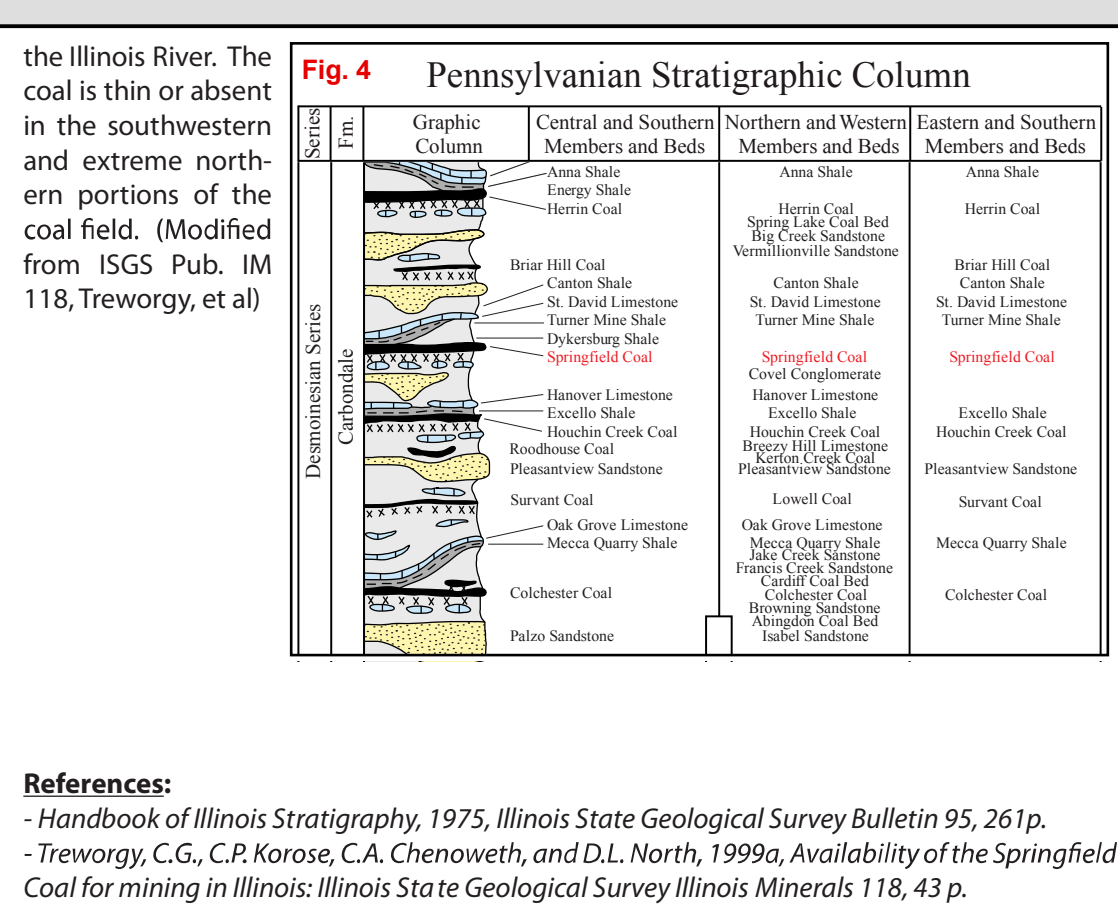 the Illinois River. The
coal is thin or absent
in the southwestern
and extreme north-
ern portions of the
coal field. (Modified
from ISGS Pub. IM
118, Treworgy, et al)
Fig. 4
Pennsylvanian Stratigraphic Column
Series
Fm.
Graphic
Column
Central and Southern
Members and Beds
Northern and Western
Members and Beds
Eastern and Southern
Members and Beds
Desmoinesian Series
Carbondale
Anna Shale
Energy Shale
Herrin Coal
Briar Hill Coal
Canton Shale
St. David Limestone
Turner Mine Shale
Dykersburg Shale
Springfield Coal
Hanover Limestone
Excello Shale
Houchin Creek Coal
Roodhouse Coal
Pleasantview Sandstone
Survant Coal
Oak Grove Limestone
Mecca Quarry Shale
Colchester Coal
Palzo Sandstone
Anna Shale
Herrin Coal
Spring Lake Coal Bed
Big Creek Sandstone
Vermillionville Sandstone
Canton Shale
St. David Limestone
Turner Mine Shale
Springfield Coal
Covel Conglomerate
Hanover Limestone
Excello Shale
Houchin Creek Coal
Breezy Hill Limestone
Kerton Creek Coal
Pleasantview Sandstone
Lowell Coal
Oak Grove Limestone
Mecca Quarry Shale
Jake Creek Sanstone
Francis Creek Sandstone
Cardiff Coal Bed
Colchester Coal
Browning Sandstone
Abingdon Coal Bed
Isabel Sandstone
Anna Shale
Herrin Coal
Briar Hill Coal
Canton Shale
St. David Limestone
Turner Mine Shale
Springfield Coal
Excello Shale
Houchin Creek Coal
Pleasantview Sandstone
Survant Coal
Mecca Quarry Shale
Colchester Coal
References:
- Handbook of Illinois Stratigraphy, 1975, Illinois State Geological Survey Bulletin 95, 261p.
- Treworgy, C.G., C.P. Korose, C.A. Chenoweth, and D.L. North, 1999a, Availability of the Springfield
Coal for mining in Illinois: Illinois State Geological Survey Illinois Minerals 118, 43 p.